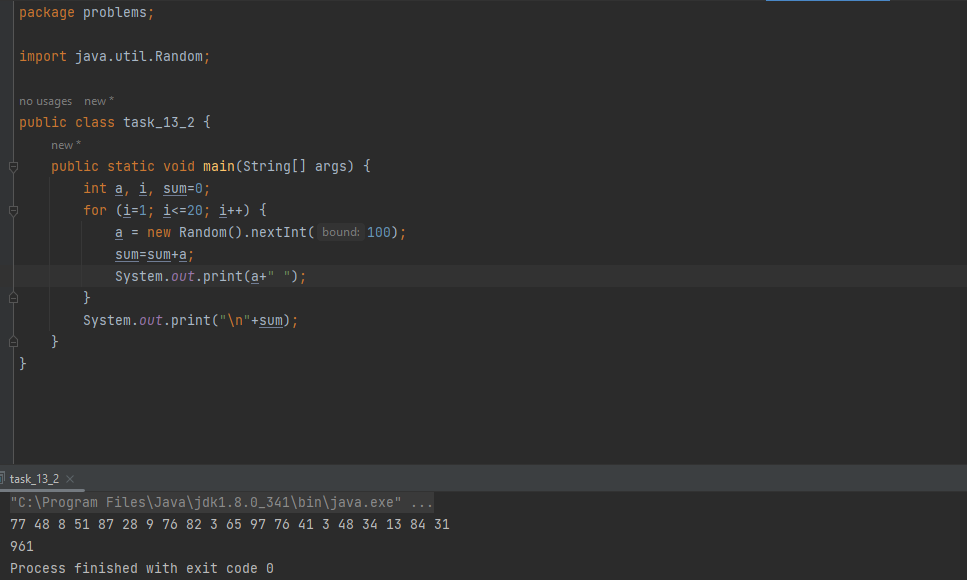 package problems;
import java.util.Random;
no usages   new *
public class task_13_2 {
new *
public static void main(String[] args) {
int a, i, sum=0;
for (i=1; i<=20; i++) {
a = new Random().nextInt( bound: 100);
sum=sum+a;
System.out.print(a+" ");
}
System.out.print("\n"+sum);
}
}
task_13_2 ×
"C:\Program Files\Java\jdk1.8.0_341\bin\java.exe" ...
77 48 8 51 87 28 9 76 82 3 65 97 76 41 3 48 34 13 84 31
961
Process finished with exit code 0